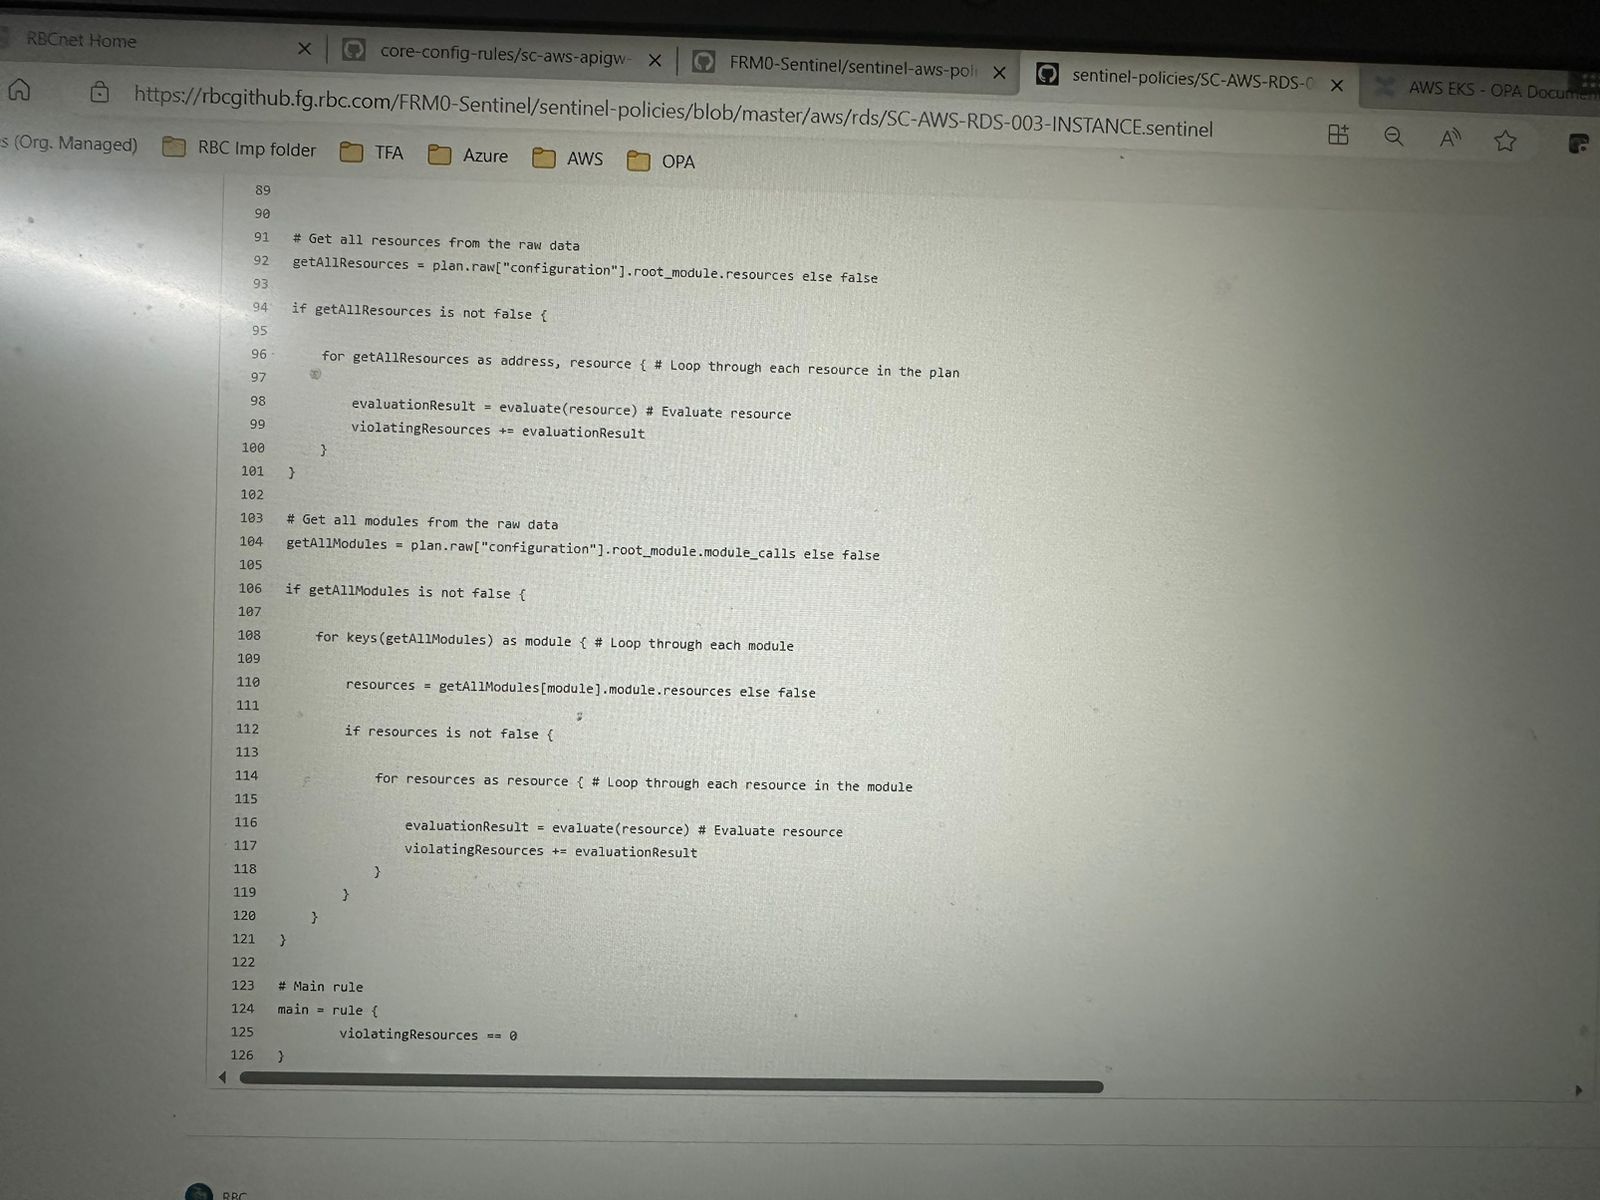 RBCnet Home
core-config-rules/sc-aws-apigw-
FRM0-Sentinel/sentinel-aws-poli
sentinel-policies/SC-AWS-RDS-0
AWS EKS - OPA Documen
https://rbcgithub.fg.rbc.com/FRM0-Sentinel/sentinel-policies/blob/master/aws/rds/SC-AWS-RDS-003-INSTANCE.sentinel
s (Org. Managed) RBC Imp folder TFA Azure AWS OPA
89
90
91 # Get all resources from the raw data
92 getAllResources = plan.raw["configuration"].root_module.resources else false
93
94 if getAllResources is not false {
95
96 for getAllResources as address, resource { # Loop through each resource in the plan
97
98 evaluationResult = evaluate(resource) # Evaluate resource
99 violatingResources += evaluationResult
100 }
101 }
102
103 # Get all modules from the raw data
104 getAllModules = plan.raw["configuration"].root_module.module_calls else false
105
106 if getAllModules is not false {
107
108 for keys(getAllModules) as module { # Loop through each module
109
110 resources = getAllModules[module].module.resources else false
111
112 if resources is not false {
113
114 for resources as resource { # Loop through each resource in the module
115
116 evaluationResult = evaluate(resource) # Evaluate resource
117 violatingResources += evaluationResult
118 }
119 }
120 }
121 }
122
123 # Main rule
124 main = rule {
125 violatingResources == 0
126 }
RBC